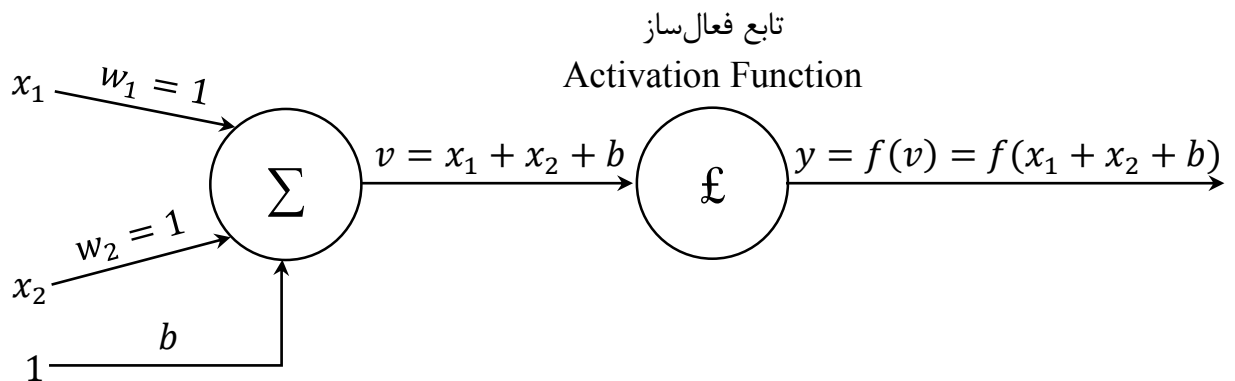 تابع فعال‌ساز
Activation Function
x₁
w₁ = 1
∑
v = x₁ + x₂ + b
£
y = f(v) = f(x₁ + x₂ + b)
w₂ = 1
x₂
b
1